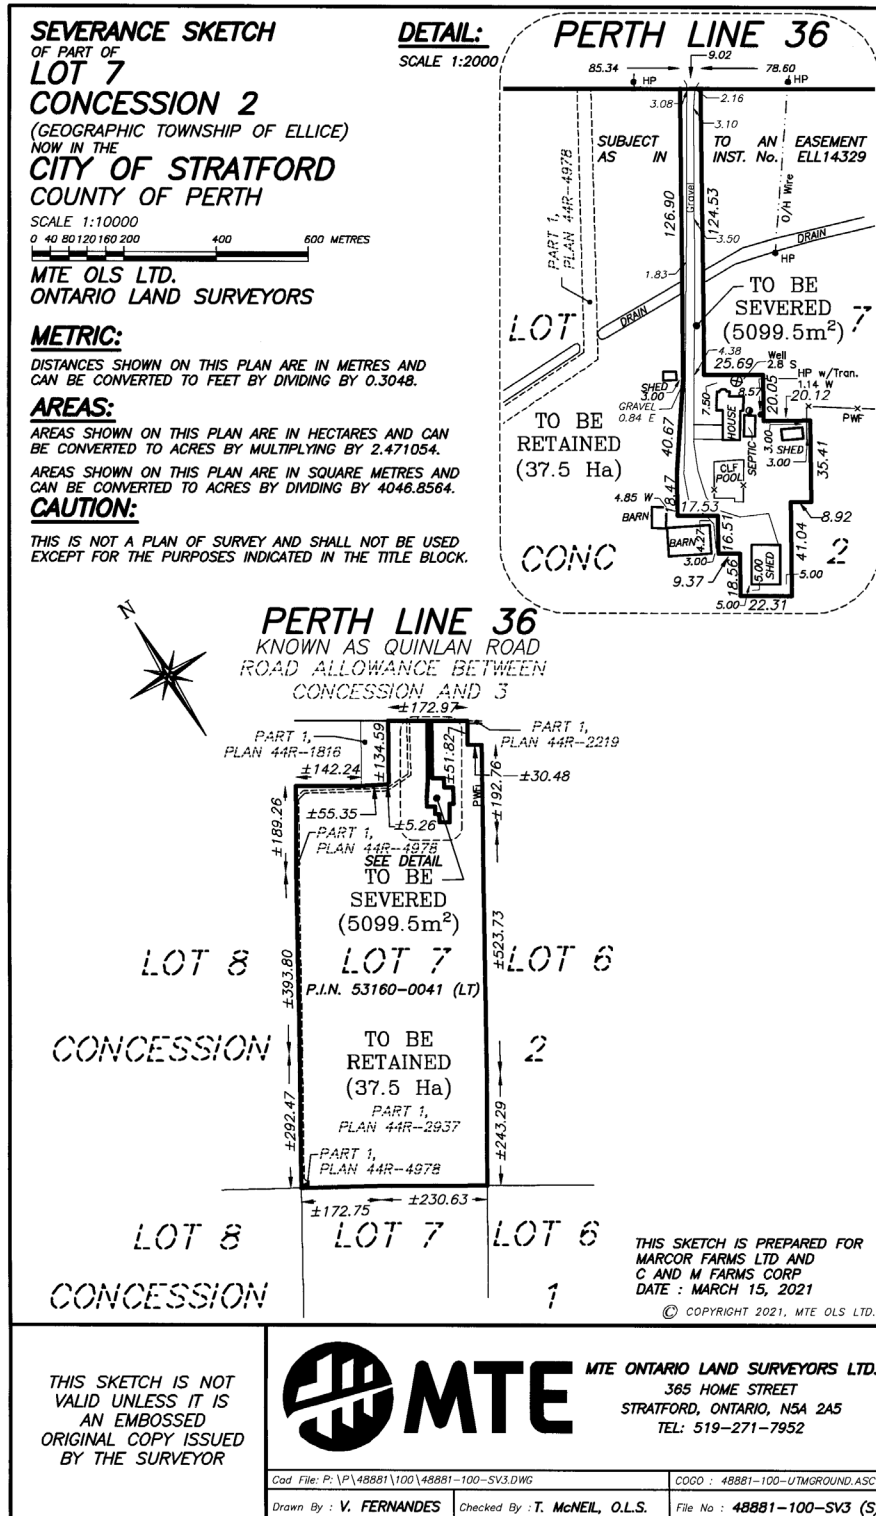 SEVERANCE SKETCH
OF PART OF
LOT 7
CONCESSION 2
(GEOGRAPHIC TOWNSHIP OF ELLICE)
NOW IN THE
CITY OF STRATFORD
COUNTY OF PERTH
SCALE 1:10000
0 40 80 120 160 200 400 600 METRES
MTE OLS LTD.
ONTARIO LAND SURVEYORS
METRIC:
DISTANCES SHOWN ON THIS PLAN ARE IN METRES AND
CAN BE CONVERTED TO FEET BY DIVIDING BY 0.3048.
AREAS:
AREAS SHOWN ON THIS PLAN ARE IN HECTARES AND CAN
BE CONVERTED TO ACRES BY MULTIPLYING BY 2.471054.
AREAS SHOWN ON THIS PLAN ARE IN SQUARE METRES AND
CAN BE CONVERTED TO ACRES BY DIVIDING BY 4046.8564.
CAUTION:
THIS IS NOT A PLAN OF SURVEY AND SHALL NOT BE USED
EXCEPT FOR THE PURPOSES INDICATED IN THE TITLE BLOCK.
DETAIL:
SCALE 1:2000
PERTH LINE 36
9.02
85.34
78.60
HP
HP
3.08
2.16
3.10
SUBJECT TO AN EASEMENT
AS IN INST. No. ELL14329
PART 1,
PLAN 44R-4978
126.90
Gravel
124.53
O/H Wire
3.50
DRAIN
HP
1.83
TO BE
SEVERED
(5099.5m²)
LOT 7
DRAIN
4.38
25.69
Well
2.8 S
HP w/Tran.
1.14 W
SHED
3.00
7.50
8.57
20.05
20.12
GRAVEL
0.84 E
HOUSE
PWF
TO BE
RETAINED
(37.5 Ha)
40.67
SEPTIC
3.00
SHED
3.00
35.41
CLF
POOL
18.47
4.85 W
17.53
BARN
8.92
BARN
4.27
16.51
41.04
3.00
CONC 2
9.37
18.56
5.00
SHED
5.00
5.00
22.31
N
PERTH LINE 36
KNOWN AS QUINLAN ROAD
ROAD ALLOWANCE BETWEEN
CONCESSION AND 3
±172.97
PART 1,
PLAN 44R-1816
±134.59
±51.82
PART 1,
PLAN 44R-2219
±142.24
±192.76
±30.48
PWF
±189.26
±55.35
±5.26
PART 1,
PLAN 44R-4978
SEE DETAIL
TO BE
SEVERED
(5099.5m²)
±523.73
LOT 8 LOT 7 LOT 6
±393.80
P.I.N. 53160-0041 (LT)
CONCESSION 2
TO BE
RETAINED
(37.5 Ha)
PART 1,
PLAN 44R-2937
±292.47
±243.29
PART 1,
PLAN 44R-4978
±172.75
±230.63
LOT 8 LOT 7 LOT 6
CONCESSION 1
THIS SKETCH IS PREPARED FOR
MARCOR FARMS LTD AND
C AND M FARMS CORP
DATE : MARCH 15, 2021
© COPYRIGHT 2021, MTE OLS LTD.
THIS SKETCH IS NOT
VALID UNLESS IT IS
AN EMBOSSED
ORIGINAL COPY ISSUED
BY THE SURVEYOR
MTE
MTE ONTARIO LAND SURVEYORS LTD.
365 HOME STREET
STRATFORD, ONTARIO, N5A 2A5
TEL: 519-271-7952
Cad File: P:\P\48881\100\48881-100-SV3.DWG
COGO : 48881-100-UTMGROUND.ASC
Drawn By : V. FERNANDES
Checked By : T. McNEIL, O.L.S.
File No : 48881-100-SV3 (S)